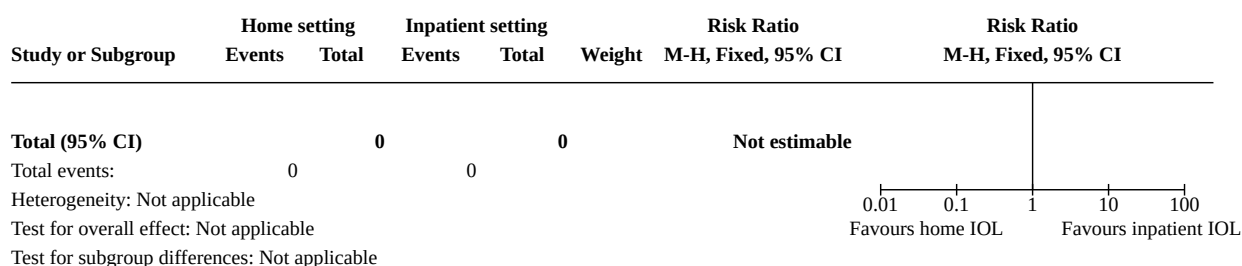 Home setting Inpatient setting Risk Ratio Risk Ratio
Study or Subgroup Events Total Events Total Weight M-H, Fixed, 95% CI M-H, Fixed, 95% CI
Total (95% CI) 0 0 Not estimable
Total events: 0 0
Heterogeneity: Not applicable
0.01 0.1 1 10 100
Test for overall effect: Not applicable Favours home IOL Favours inpatient IOL
Test for subgroup differences: Not applicable